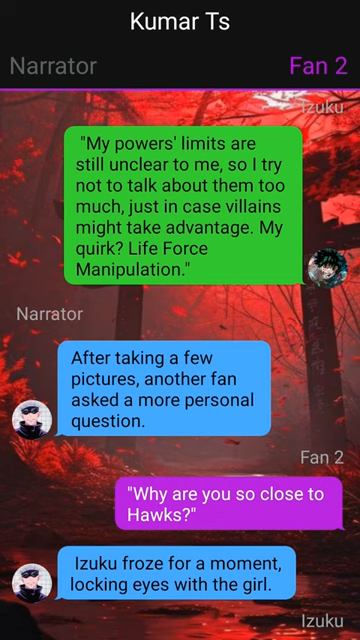 Kumar Ts
Narrator
Fan 2
Izuku
"My powers' limits are
still unclear to me, so I try
not to talk about them too
much, just in case villains
might take advantage. My
quirk? Life Force
Manipulation."
Narrator
After taking a few
pictures, another fan
asked a more personal
question.
Fan 2
"Why are you so close to
Hawks?"
Izuku froze for a moment,
locking eyes with the girl.
Izuku